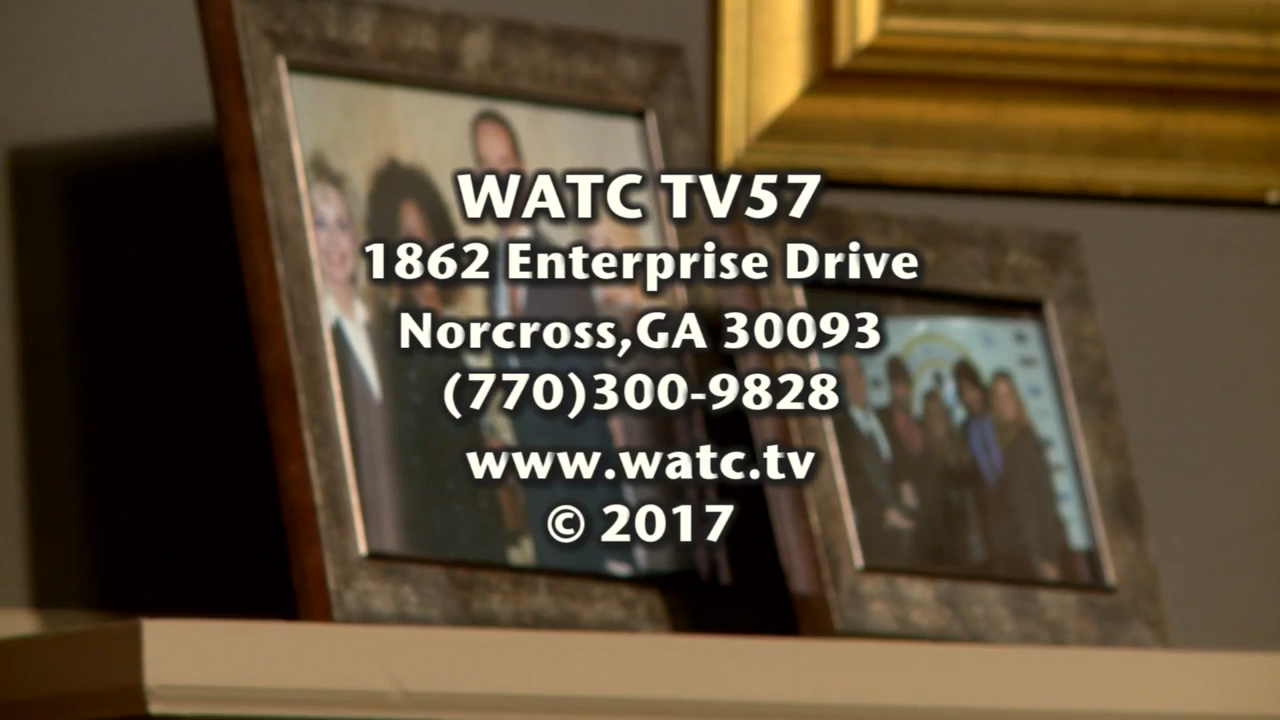 WATC TV57
1862 Enterprise Drive
Norcross,GA 30093
(770)300-9828
www.watc.tv
© 2017